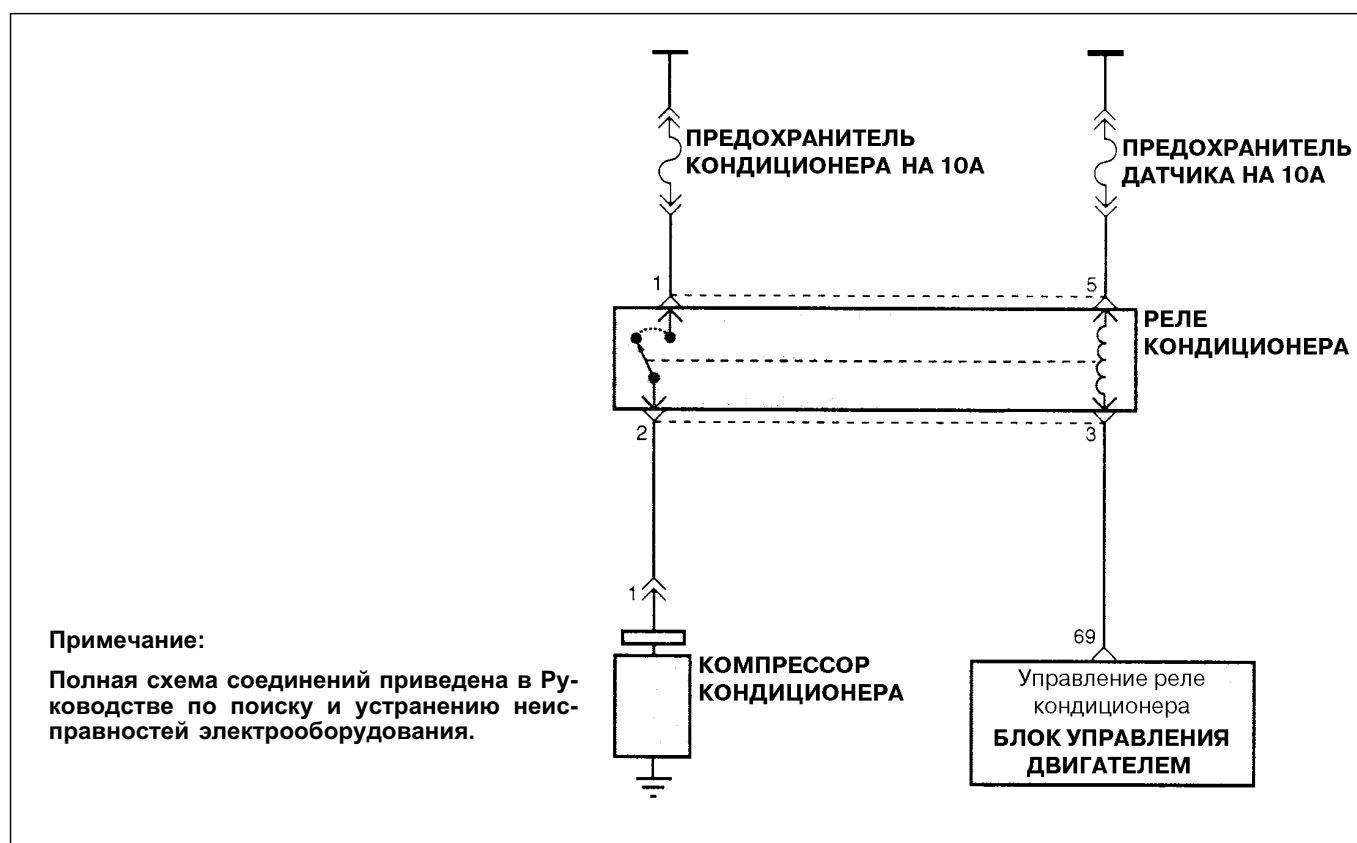 ПРЕДОХРАНИТЕЛЬ
КОНДИЦИОНЕРА НА 10А
ПРЕДОХРАНИТЕЛЬ
ДАТЧИКА НА 10А
1
5
РЕЛЕ
КОНДИЦИОНЕРА
2
3
1
69
Примечание:
Полная схема соединений приведена в Ру-
ководстве по поиску и устранению неис-
правностей электрооборудования.
КОМПРЕССОР
КОНДИЦИОНЕРА
Управление реле
кондиционера
БЛОК УПРАВЛЕНИЯ
ДВИГАТЕЛЕМ